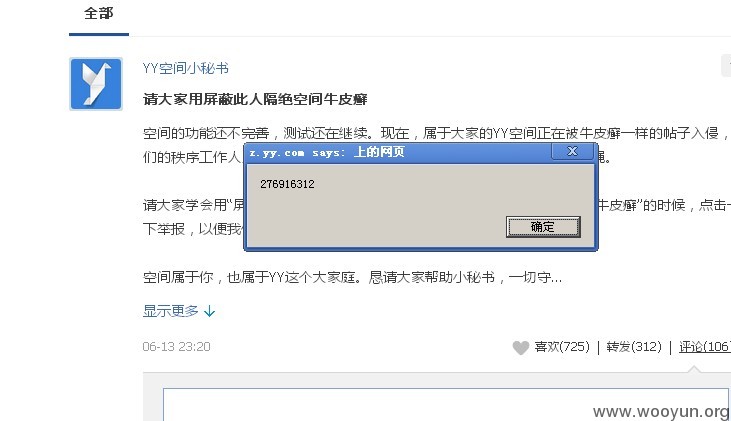 全部
YY空间小秘书
请大家用屏蔽此人隔绝空间牛皮癣
空间的功能还不完善，测试还在继续。现在，属于大家的YY空间正在被牛皮癣一样的帖子入侵，
们的秩序工作人
z.yy.com says: 上的网页
276916312
确定
请大家学会用“
牛皮癣”的时候，点击一
下举报，以便我
空间属于你，也属于YY这个大家庭。恳请大家帮助小秘书，一切守...
显示更多
06-13 23:20
喜欢(725) | 转发(312) | 评论(106
www.wooyun.org